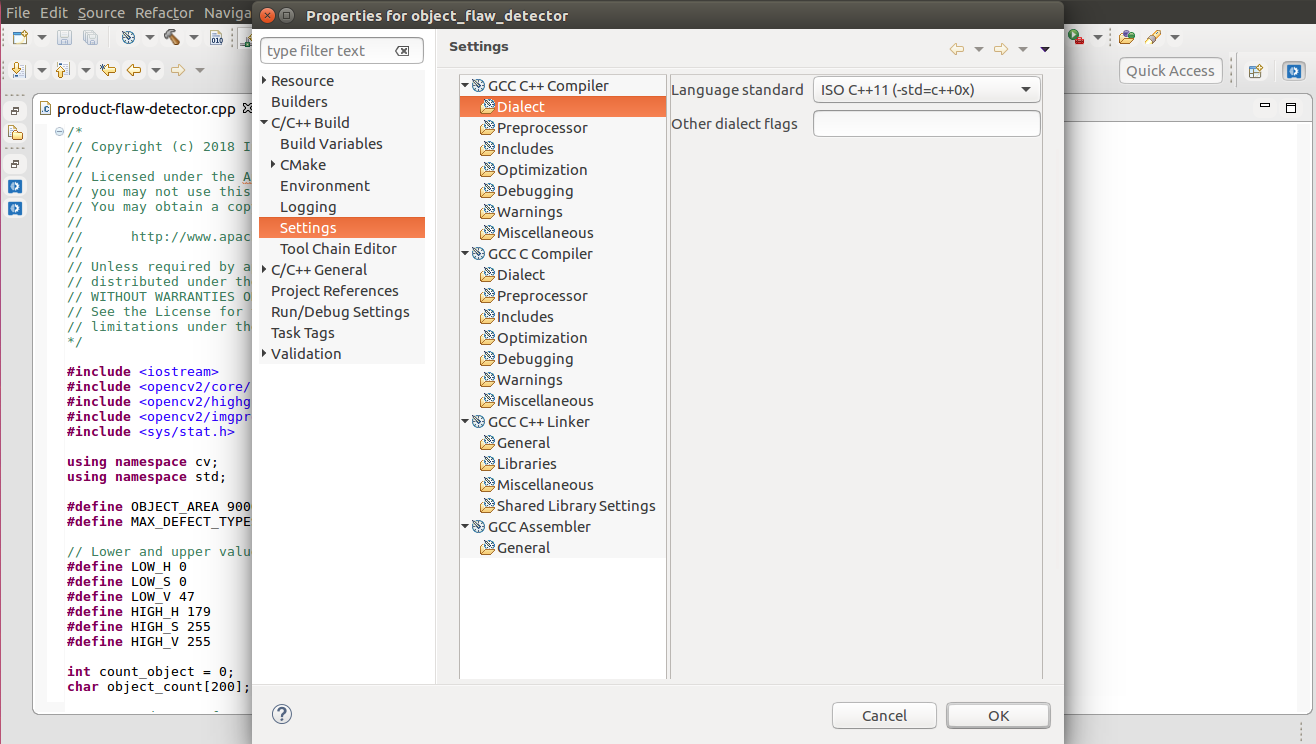 File Edit Source Refactor Naviga
Properties for object_flaw_detector
Quick Access
product-flaw-detector.cpp
/*
// Copyright (c) 2018 I
//
// Licensed under the A
// you may not use this
// You may obtain a cop
//
// http://www.apac
//
// Unless required by a
// distributed under th
// WITHOUT WARRANTIES O
// See the License for
// limitations under th
*/
#include <iostream>
#include <opencv2/core/
#include <opencv2/highg
#include <opencv2/imgpr
#include <sys/stat.h>
using namespace cv;
using namespace std;
#define OBJECT_AREA 900
#define MAX_DEFECT_TYPE
// Lower and upper valu
#define LOW_H 0
#define LOW_S 0
#define LOW_V 47
#define HIGH_H 179
#define HIGH_S 255
#define HIGH_V 255
int count_object = 0;
char object_count[200];
type filter text
Resource
Builders
C/C++ Build
Build Variables
CMake
Environment
Logging
Settings
Tool Chain Editor
C/C++ General
Project References
Run/Debug Settings
Task Tags
Validation
Settings
GCC C++ Compiler
Dialect
Preprocessor
Includes
Optimization
Debugging
Warnings
Miscellaneous
GCC C Compiler
Dialect
Preprocessor
Includes
Optimization
Debugging
Warnings
Miscellaneous
GCC C++ Linker
General
Libraries
Miscellaneous
Shared Library Settings
GCC Assembler
General
Language standard ISO C++11 (-std=c++0x)
Other dialect flags
Cancel OK